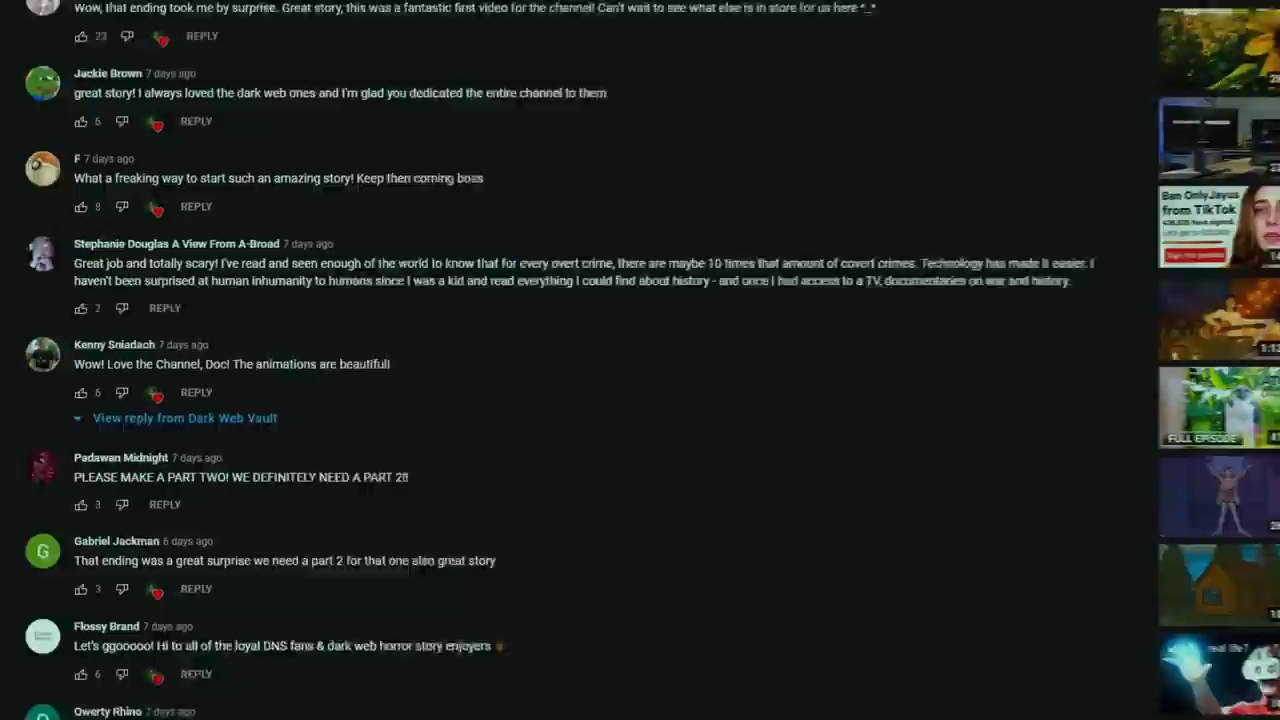 Wow, that ending took me by surprise. Great story, this was a fantastic first video for the channel! Can't wait to see what else is in store for us here ^_^
23 REPLY
Jackie Brown 7 days ago
great story! I always loved the dark web ones and I'm glad you dedicated the entire channel to them
6 REPLY
F 7 days ago
What a freaking way to start such an amazing story! Keep then coming boss
8 REPLY
Stephanie Douglas A View From A-Broad 7 days ago
Great job and totally scary! I've read and seen enough of the world to know that for every overt crime, there are maybe 10 times that amount of covert crimes. Technology has made it easier. I
haven't been surprised at human inhumanity to humans since I was a kid and read everything I could find about history - and once I had access to a TV, documentaries on war and history.
2 REPLY
Kenny Sniadach 7 days ago
Wow! Love the Channel, Doc! The animations are beautiful!
6 REPLY
View reply from Dark Web Vault
Padawan Midnight 7 days ago
PLEASE MAKE A PART TWO! WE DEFINITELY NEED A PART 2!!
3 REPLY
G
Gabriel Jackman 6 days ago
That ending was a great surprise we need a part 2 for that one also great story
3 REPLY
Flossy Brand 7 days ago
Let's ggooooo! Hi to all of the loyal DNS fans & dark web horror story enjoyers
6 REPLY
Qwerty Rhino 7 days ago
Ban OnlyJayus
from TikTok
FULL EPISODE
real life?